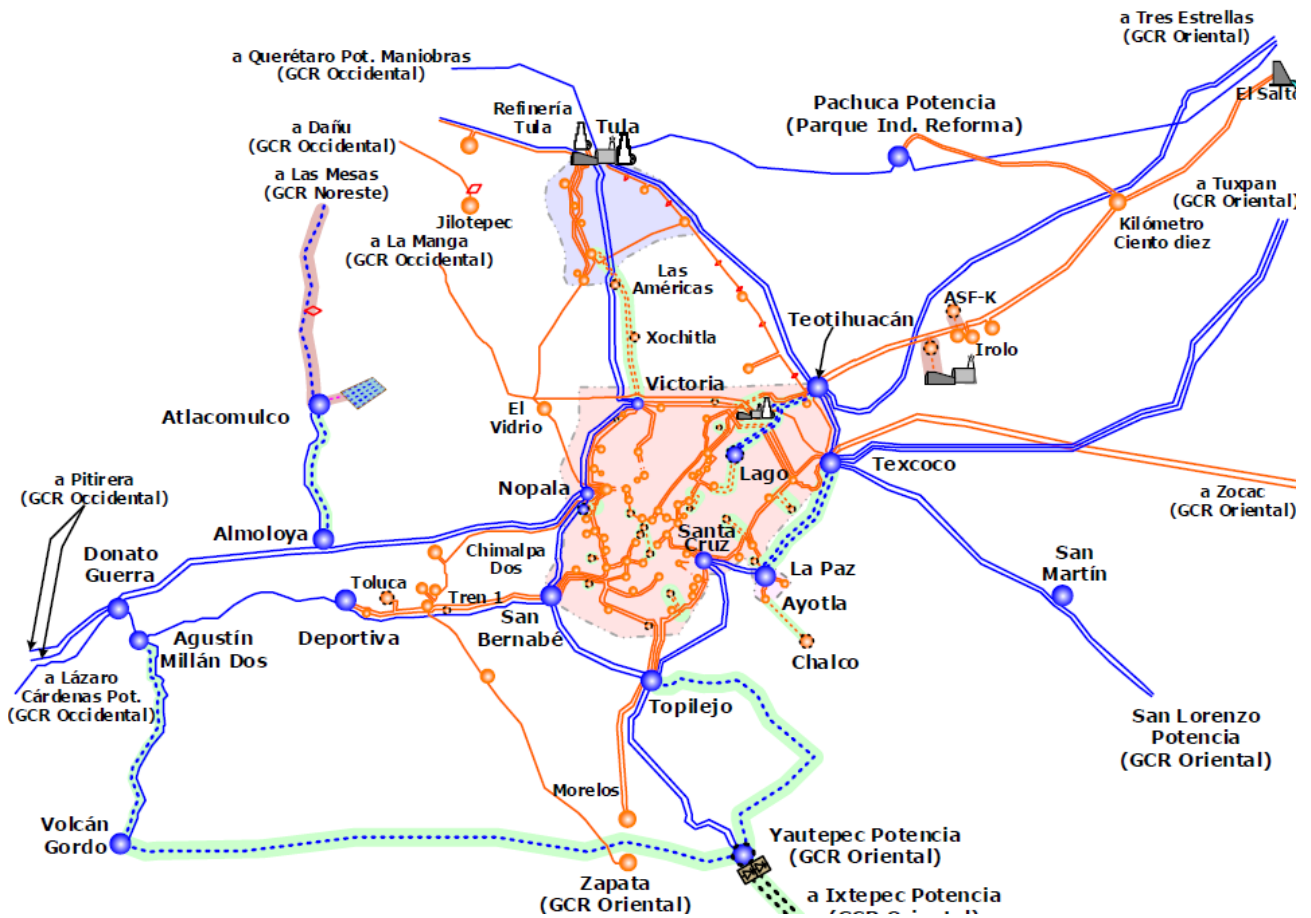 a Tres Estrellas
(GCR Oriental)
a Querétaro Pot. Maniobras
(GCR Occidental)
El Salto
Pachuca Potencia
(Parque Ind. Reforma)
Refinería
Tula
Tula
a Dañu
(GCR Occidental)
a Las Mesas
(GCR Noreste)
a Tuxpan
(GCR Oriental)
Jilotepec
Kilómetro
Ciento diez
a La Manga
(GCR Occidental)
Las
Américas
ASF-K
Teotihuacán
Xochitla
Irolo
Victoria
Atlacomulco
El
Vidrio
Lago
Texcoco
a Pitirera
(GCR Occidental)
Nopala
a Zocac
(GCR Oriental)
Almoloya
Santa
Cruz
Donato
Guerra
Chimalpa
Dos
San
Martín
La Paz
Toluca
Tren 1
Ayotla
Deportiva
San
Bernabé
Agustín
Millán Dos
Chalco
a Lázaro
Cárdenas Pot.
(GCR Occidental)
Topilejo
San Lorenzo
Potencia
(GCR Oriental)
Morelos
Volcán
Gordo
Yautepec Potencia
(GCR Oriental)
Zapata
(GCR Oriental)
a Ixtepec Potencia
(GCR Oriental)